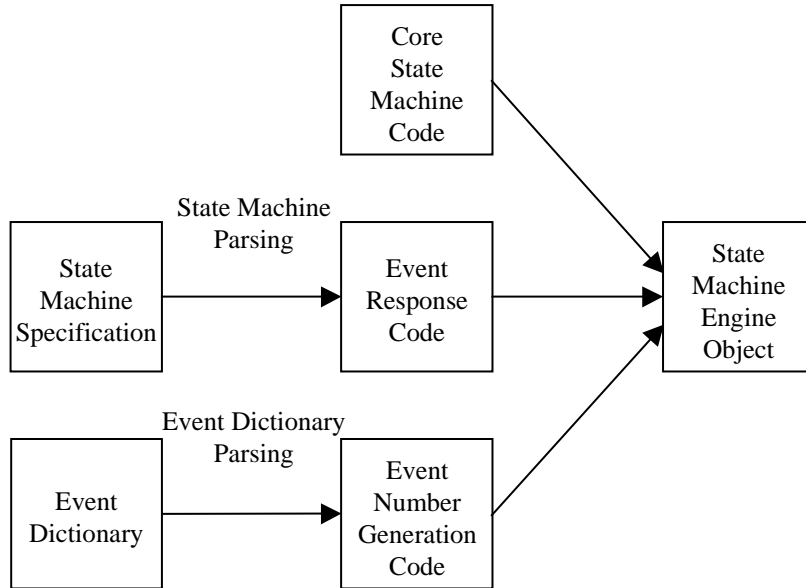 Core
State
Machine
Code
State Machine
Parsing
State
Machine
Specification
Event
Response
Code
State
Machine
Engine
Object
Event Dictionary
Parsing
Event
Dictionary
Event
Number
Generation
Code